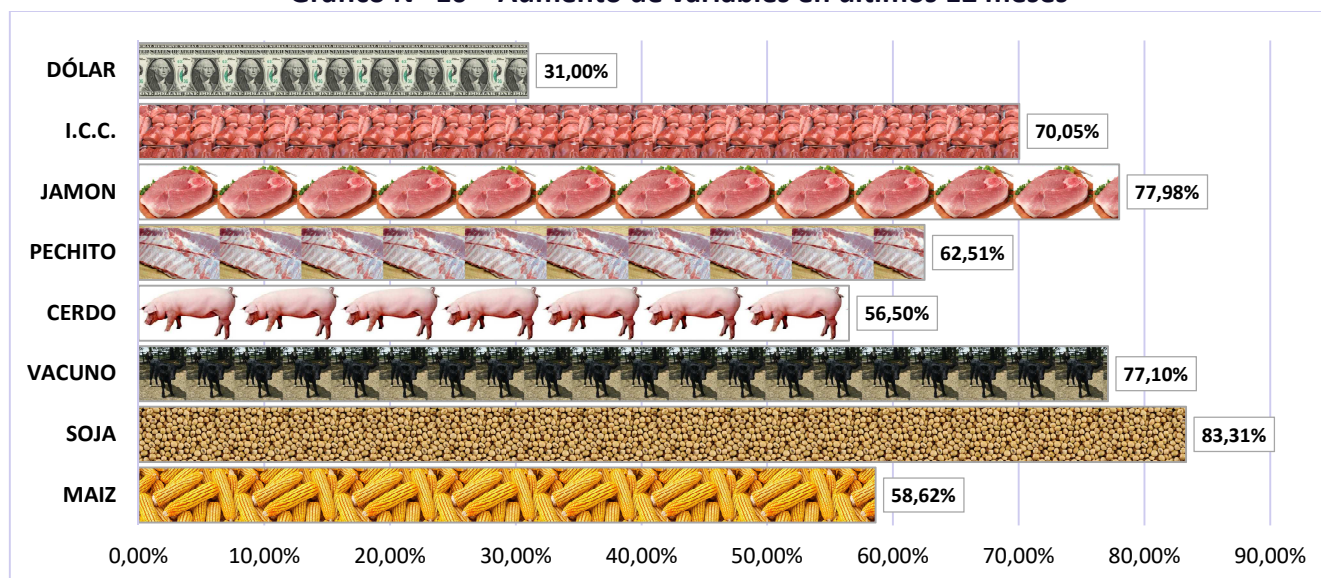 Gráfico N° 10 – Aumento de variables en últimos 12 meses
DÓLAR 31,00%
I.C.C. 70,05%
JAMON 77,98%
PECHITO 62,51%
CERDO 56,50%
VACUNO 77,10%
SOJA 83,31%
MAIZ 58,62%
0,00% 10,00% 20,00% 30,00% 40,00% 50,00% 60,00% 70,00% 80,00% 90,00%